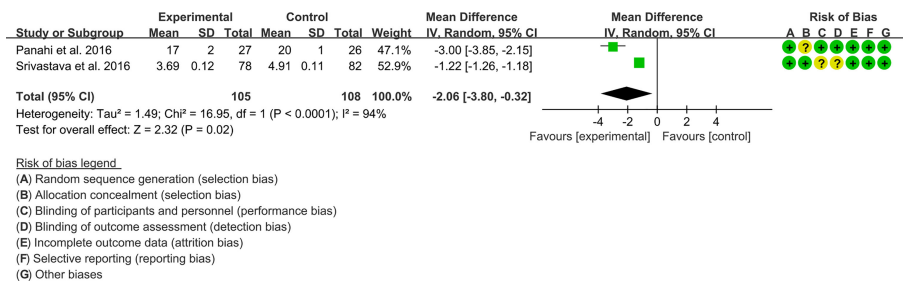 Experimental Control Mean Difference Mean Difference Risk of Bias
Study or Subgroup Mean SD Total Mean SD Total Weight IV, Random, 95% CI IV, Random, 95% CI A B C D E F G
Panahi et al. 2016 17 2 27 20 1 26 47.1% -3.00 [-3.85, -2.15] + ? + + + + +
Srivastava et al. 2016 3.69 0.12 78 4.91 0.11 82 52.9% -1.22 [-1.26, -1.18] + + ? ? + + +
Total (95% CI) 105 108 100.0% -2.06 [-3.80, -0.32]
Heterogeneity: Tau² = 1.49; Chi² = 16.95, df = 1 (P < 0.0001); I² = 94%
Test for overall effect: Z = 2.32 (P = 0.02)
-4 -2 0 2 4
Favours [experimental] Favours [control]
Risk of bias legend
(A) Random sequence generation (selection bias)
(B) Allocation concealment (selection bias)
(C) Blinding of participants and personnel (performance bias)
(D) Blinding of outcome assessment (detection bias)
(E) Incomplete outcome data (attrition bias)
(F) Selective reporting (reporting bias)
(G) Other biases